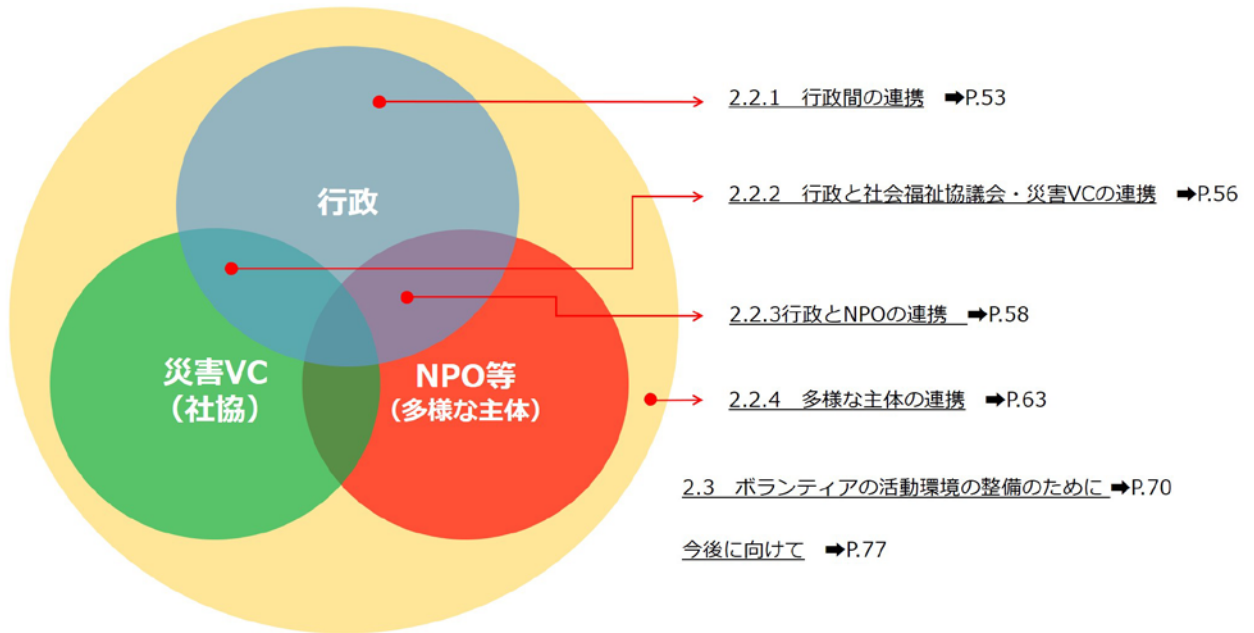 2.2.1 行政間の連携 ➡P.53
行政
2.2.2 行政と社会福祉協議会・災害VCの連携 ➡P.56
2.2.3行政とNPOの連携 ➡P.58
災害VC
（社協）
NPO等
（多様な主体）
2.2.4 多様な主体の連携 ➡P.63
2.3 ボランティアの活動環境の整備のために ➡P.70
今後に向けて ➡P.77